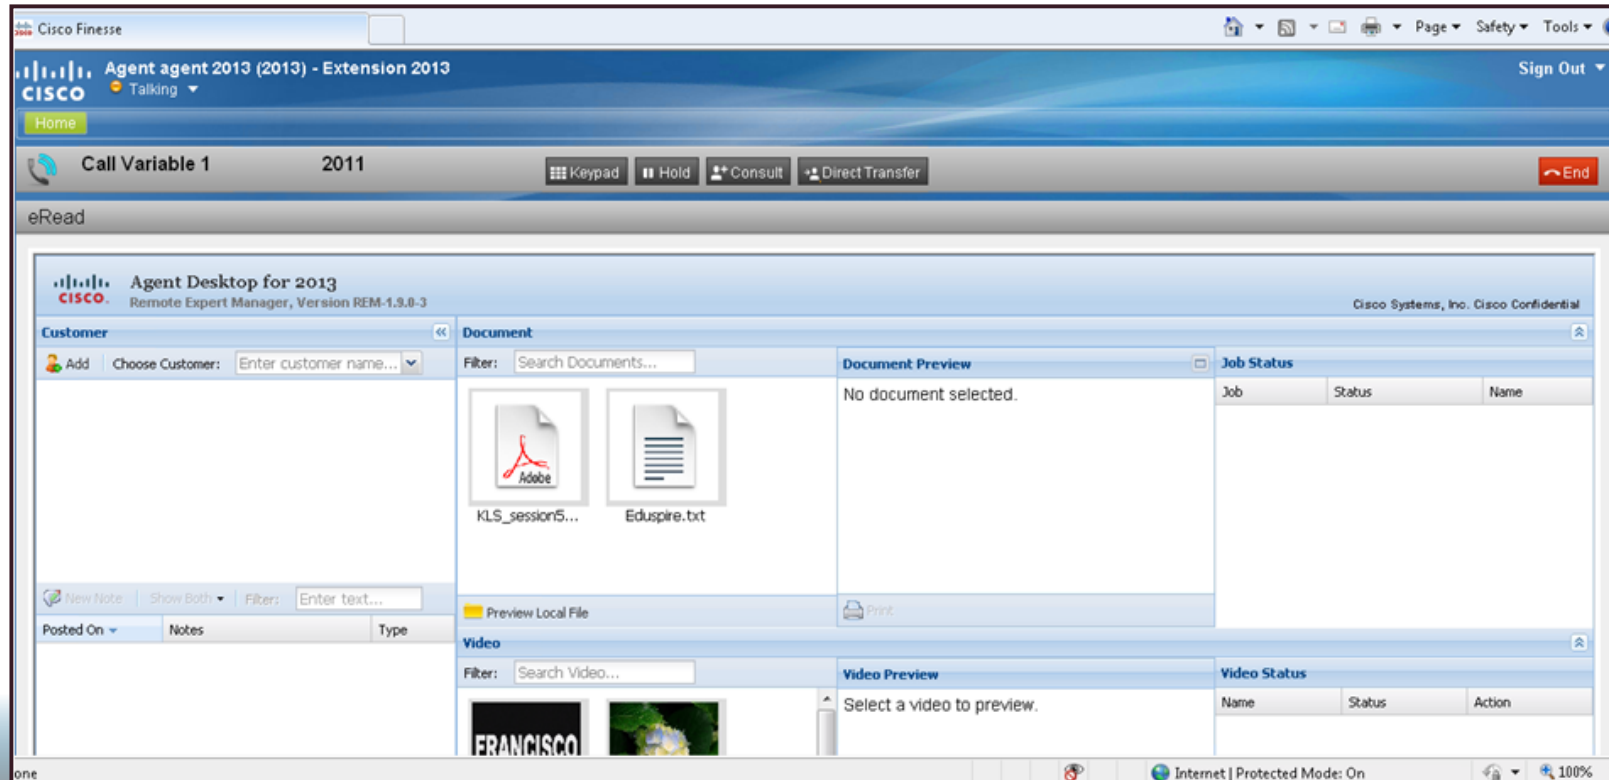 Cisco Finesse
Page Safety Tools
Agent agent 2013 (2013) - Extension 2013
Sign Out
CISCO
Talking
Home
Call Variable 1 2011 Keypad Hold Consult Direct Transfer End
eRead
CISCO. Agent Desktop for 2013
Remote Expert Manager, Version REM-1.9.0-3
Cisco Systems, Inc. Cisco Confidential
Customer
Add Choose Customer: Enter customer name...
New Note Show Both Filter: Enter text...
Posted On Notes Type
Document
Filter: Search Documents...
Adobe
KLS_session5... Eduspire.txt
Preview Local File
Document Preview
No document selected.
Print
Job Status
Job Status Name
Video
Filter: Search Video...
FRANCISCO
Video Preview
Select a video to preview.
Video Status
Name Status Action
one
Internet | Protected Mode: On
100%